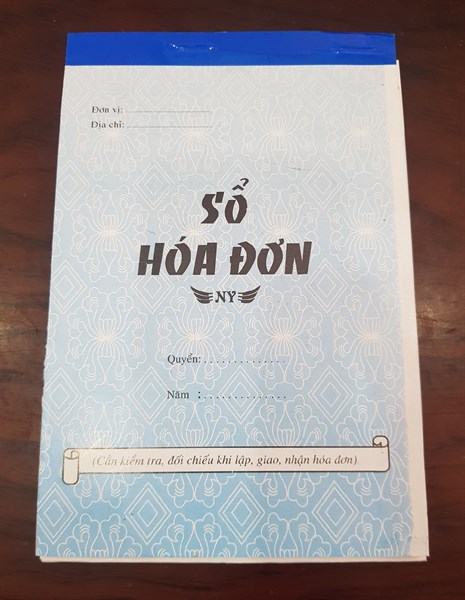 Đơn vị: ........................
Địa chỉ: ........................
SỔ
HÓA ĐƠN
NY
Quyển: ..............
Năm : ..............
(Cần kiểm tra, đối chiếu khi lập, giao, nhận hóa đơn)